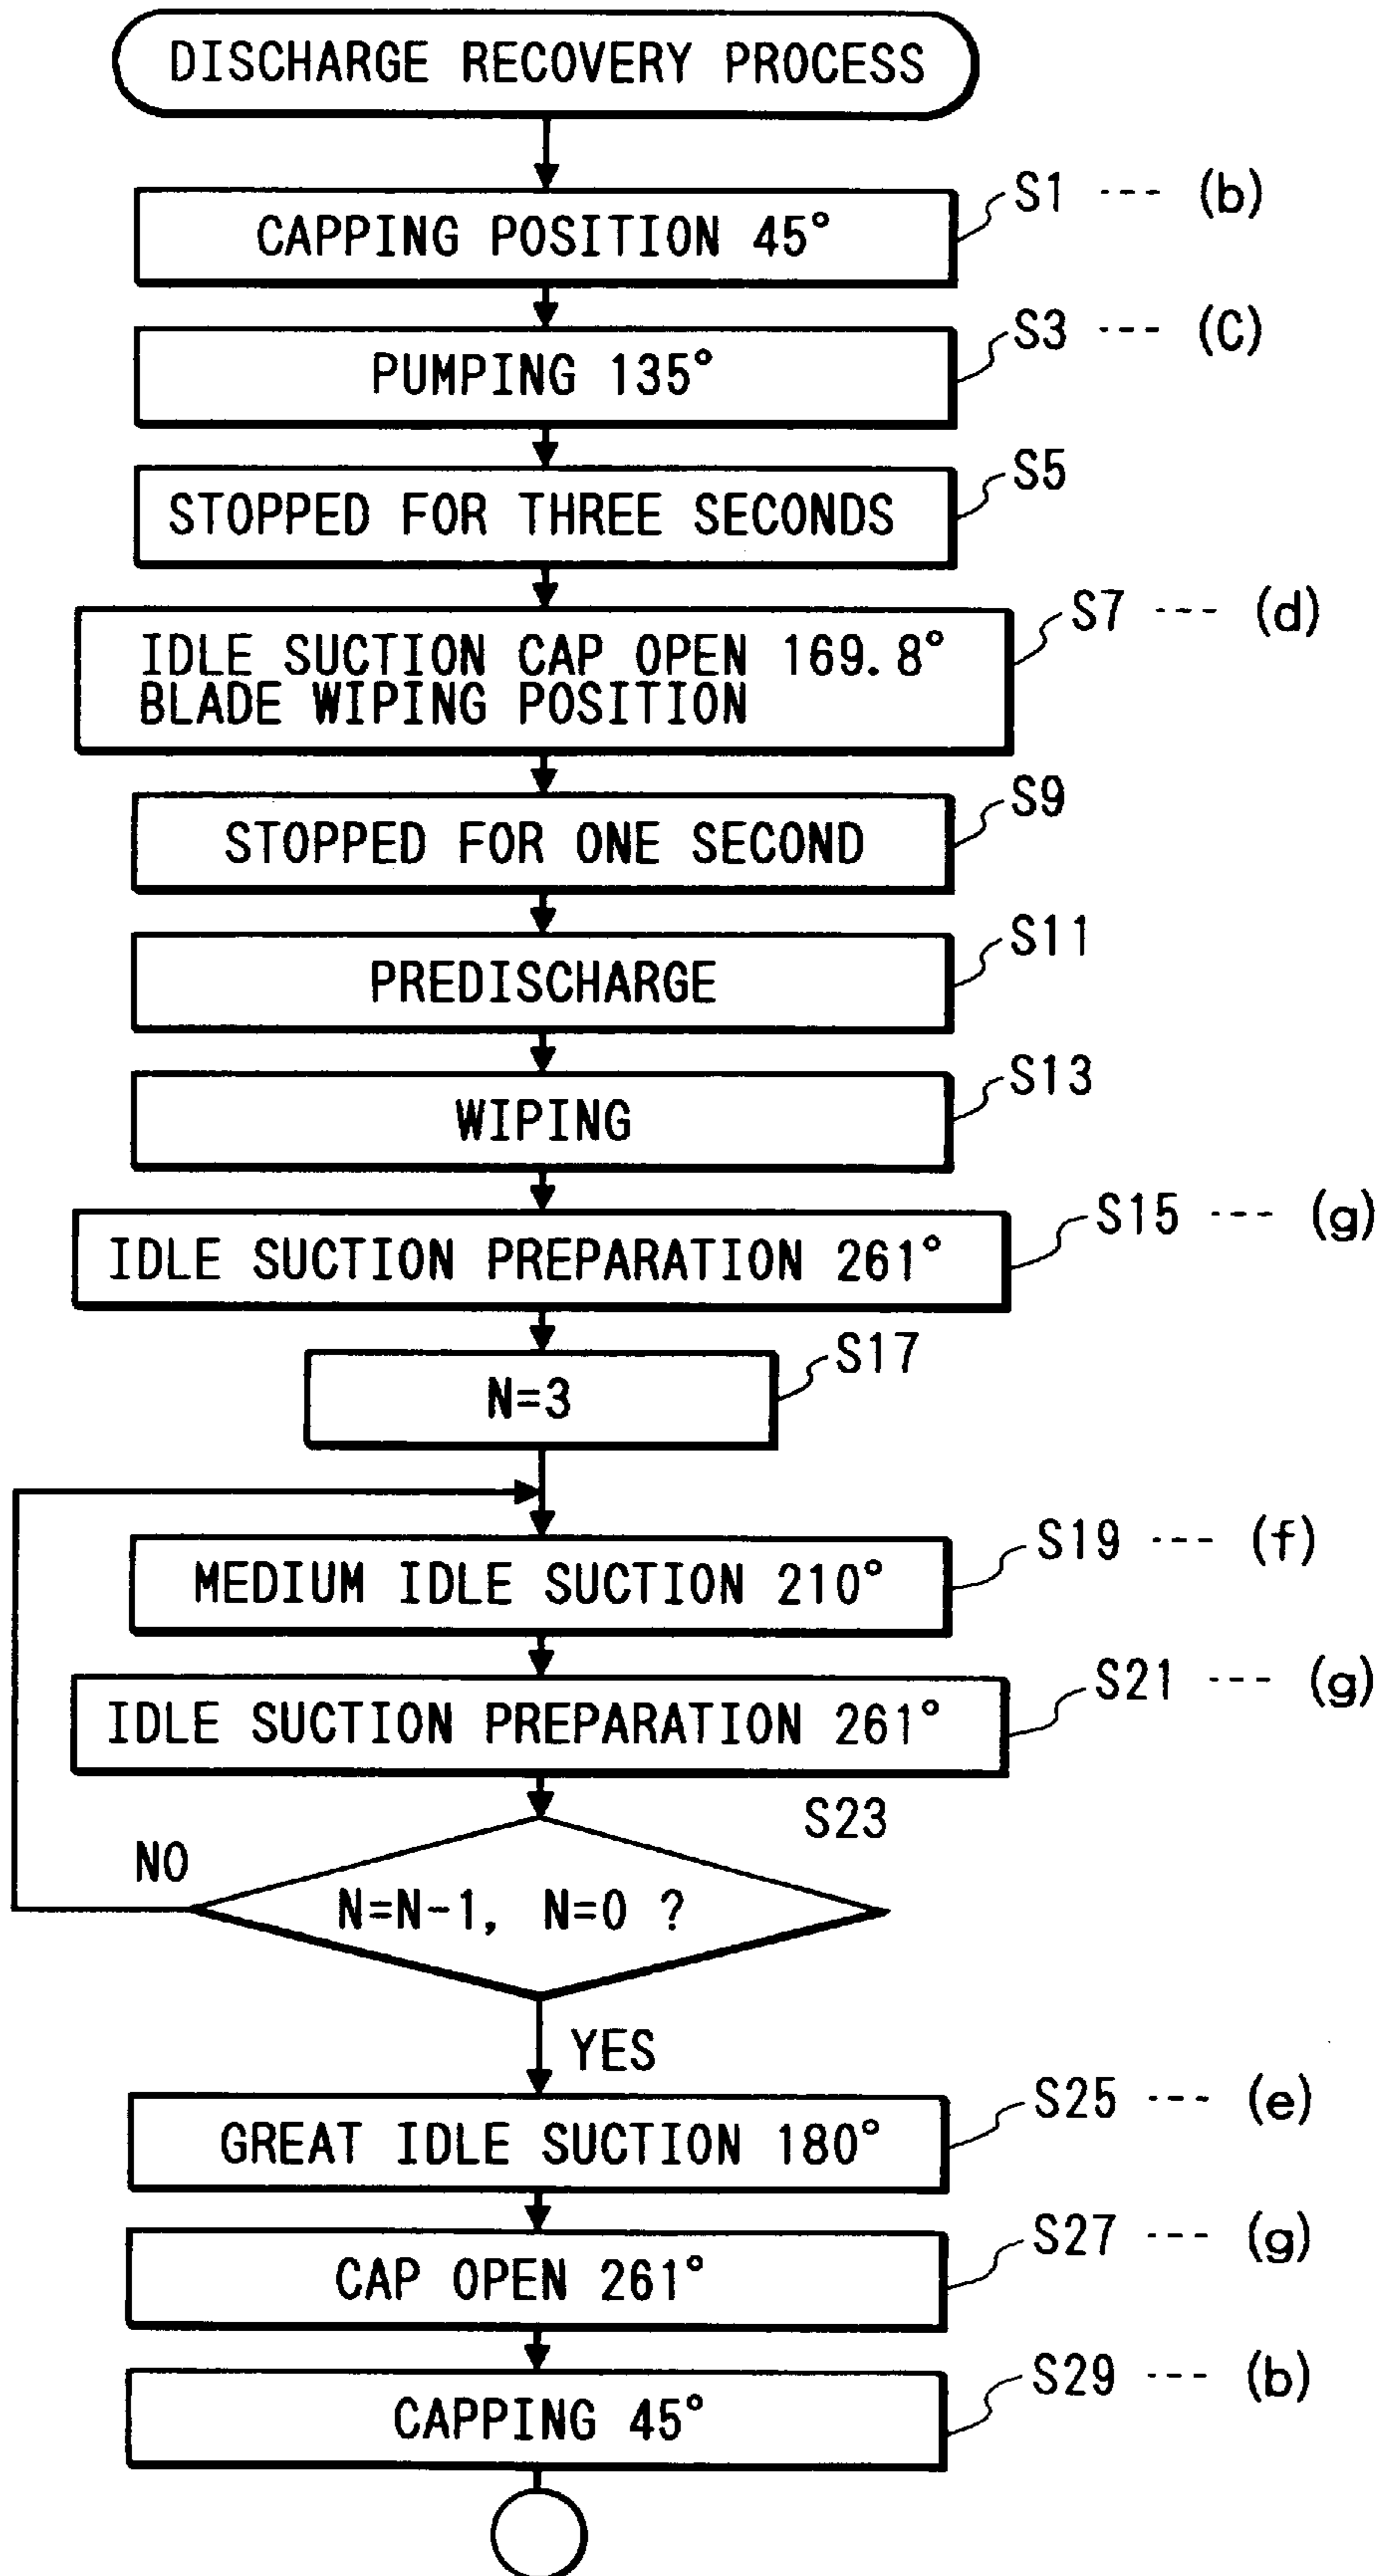 DISCHARGE RECOVERY PROCESS
S1 --- (b)
CAPPING POSITION 45°
S3 --- (C)
PUMPING 135°
S5
STOPPED FOR THREE SECONDS
S7 --- (d)
IDLE SUCTION CAP OPEN 169.8°
BLADE WIPING POSITION
S9
STOPPED FOR ONE SECOND
S11
PREDISCHARGE
S13
WIPING
S15 --- (g)
IDLE SUCTION PREPARATION 261°
S17
N=3
S19 --- (f)
MEDIUM IDLE SUCTION 210°
S21 --- (g)
IDLE SUCTION PREPARATION 261°
S23
NO
N=N-1, N=0 ?
YES
S25 --- (e)
GREAT IDLE SUCTION 180°
S27 --- (g)
CAP OPEN 261°
S29 --- (b)
CAPPING 45°